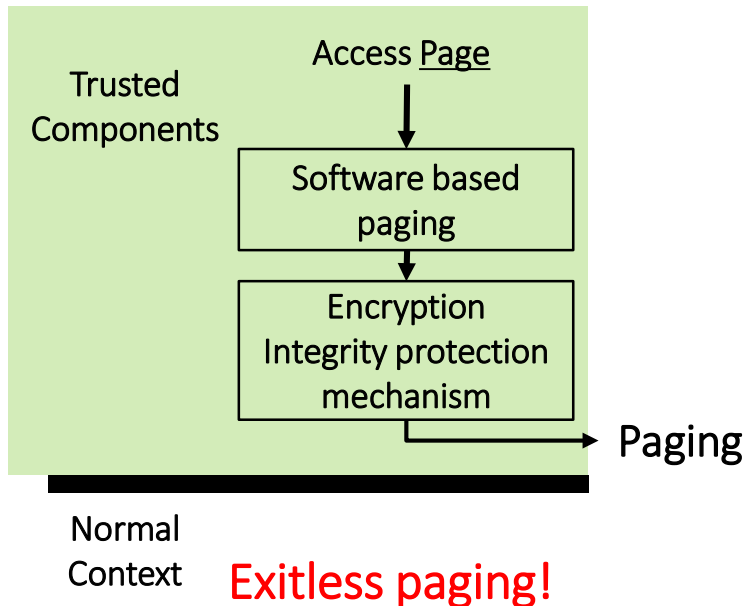 Access Page
Trusted
Components
Software based
paging
Encryption
Integrity protection
mechanism
Paging
Normal
Context
Exitless paging!